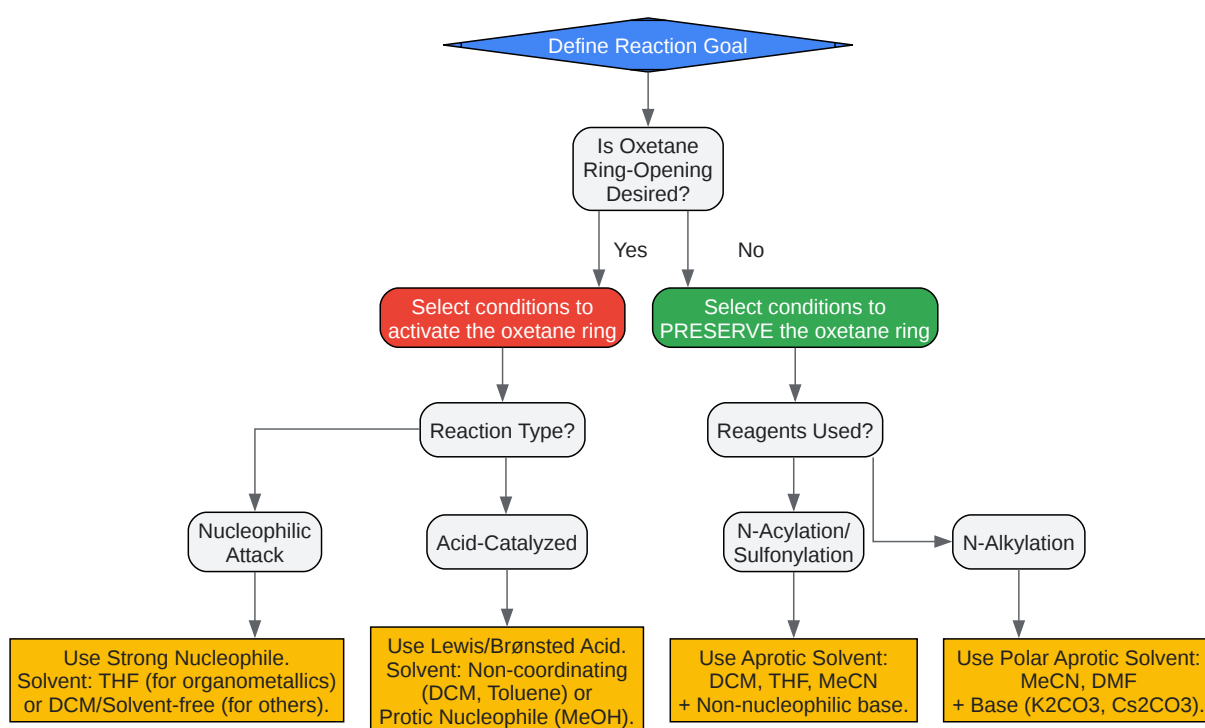 Define Reaction Goal
Is Oxetane
Ring-Opening
Desired?
Yes
No
Select conditions to
activate the oxetane ring
Select conditions to
PRESERVE the oxetane ring
Reaction Type?
Reagents Used?
Nucleophilic
Attack
Acid-Catalyzed
N-Acylation/
Sulfonylation
N-Alkylation
Use Strong Nucleophile.
Solvent: THF (for organometallics)
or DCM/Solvent-free (for others).
Use Lewis/Brønsted Acid.
Solvent: Non-coordinating
(DCM, Toluene) or
Protic Nucleophile (MeOH).
Use Aprotic Solvent:
DCM, THF, MeCN
+ Non-nucleophilic base.
Use Polar Aprotic Solvent:
MeCN, DMF
+ Base (K2CO3, Cs2CO3).